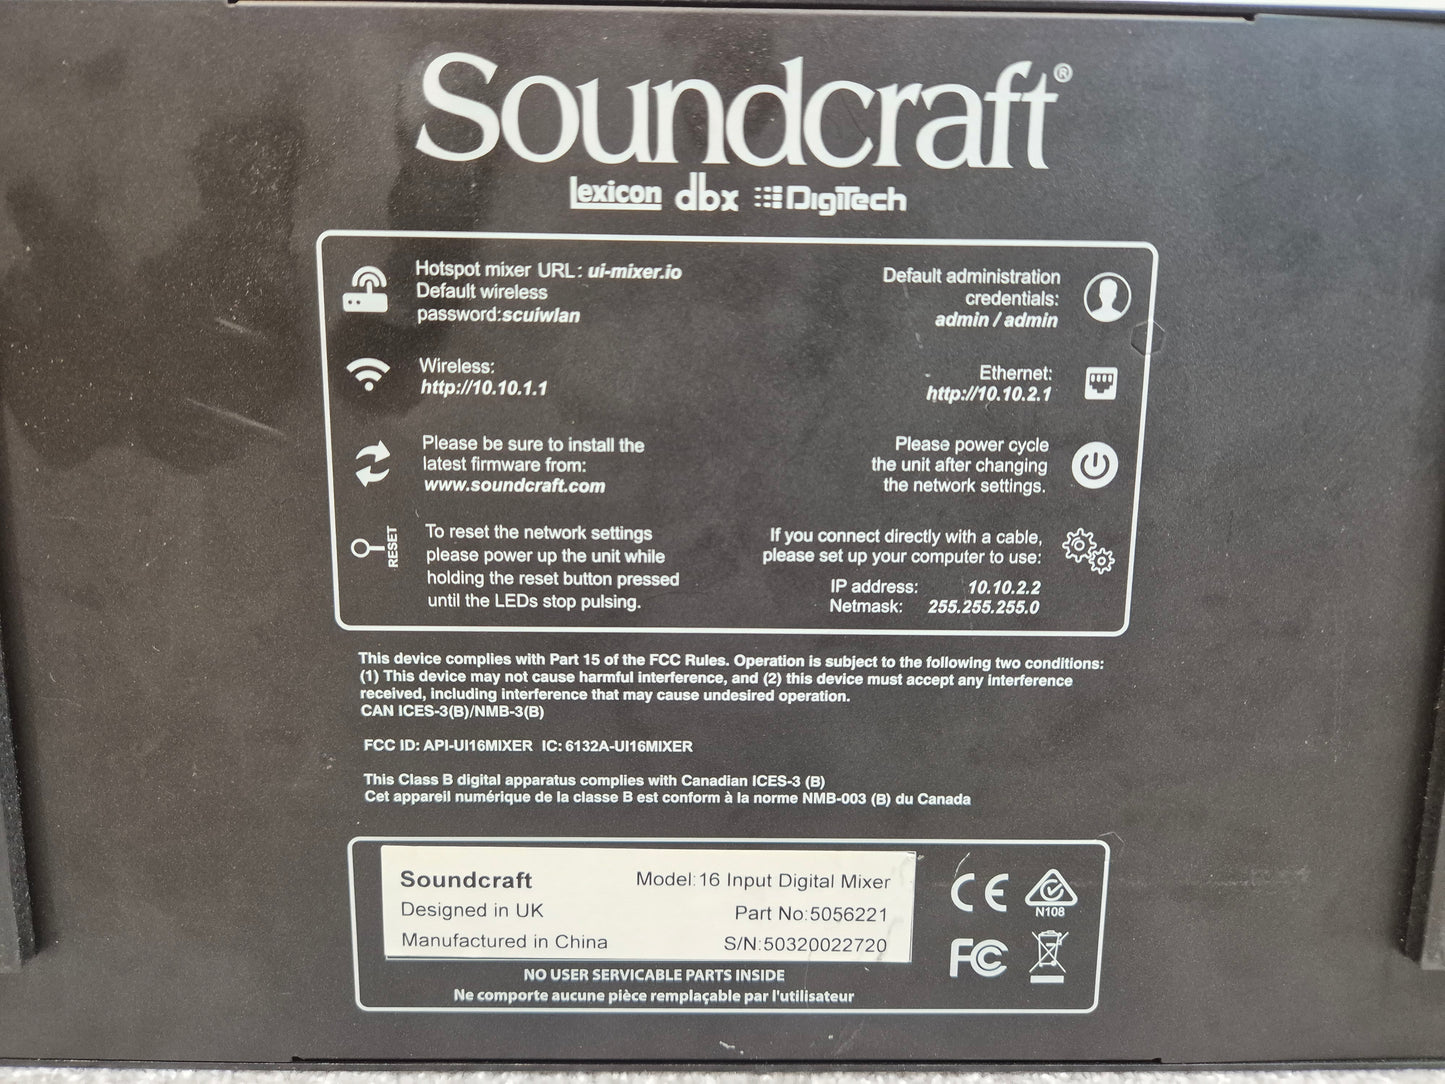 Soundcraft®
lexicon dbx DigiTech
Hotspot mixer URL: ui-mixer.io
Default wireless
password:scuiwlan
Default administration
credentials:
admin / admin
Wireless:
http://10.10.1.1
Ethernet:
http://10.10.2.1
Please be sure to install the
latest firmware from:
www.soundcraft.com
Please power cycle
the unit after changing
the network settings.
RESET
To reset the network settings
please power up the unit while
holding the reset button pressed
until the LEDs stop pulsing.
If you connect directly with a cable,
please set up your computer to use:
IP address: 10.10.2.2
Netmask: 255.255.255.0
This device complies with Part 15 of the FCC Rules. Operation is subject to the following two conditions:
(1) This device may not cause harmful interference, and (2) this device must accept any interference
received, including interference that may cause undesired operation.
CAN ICES-3(B)/NMB-3(B)
FCC ID: API-UI16MIXER IC: 6132A-UI16MIXER
This Class B digital apparatus complies with Canadian ICES-3 (B)
Cet appareil numérique de la classe B est conform à la norme NMB-003 (B) du Canada
Soundcraft
Designed in UK
Manufactured in China
Model:16 Input Digital Mixer
Part No:5056221
S/N:50320022720
NO USER SERVICABLE PARTS INSIDE
Ne comporte aucune pièce remplaçable par l'utilisateur
CE
N108
FC